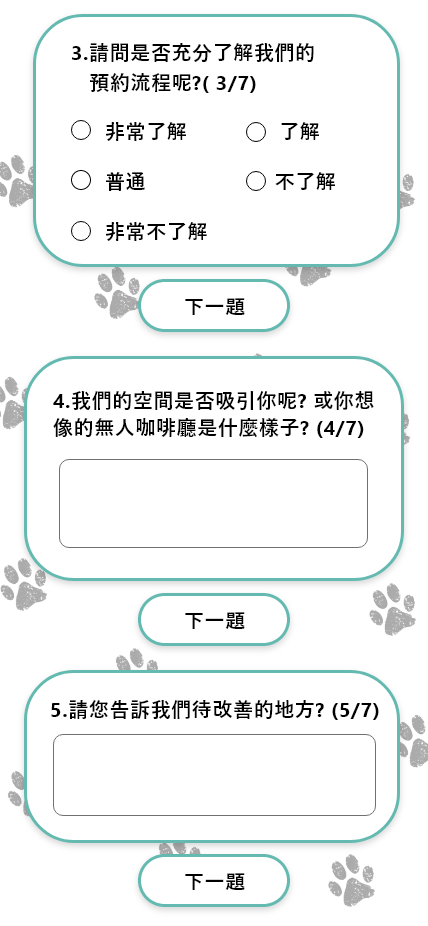 3.請問是否充分了解我們的
預約流程呢?( 3/7)
非常了解 了解
普通 不了解
非常不了解
下一題
4.我們的空間是否吸引你呢? 或你想
像的無人咖啡廳是什麼樣子? (4/7)
下一題
5.請您告訴我們待改善的地方? (5/7)
下一題